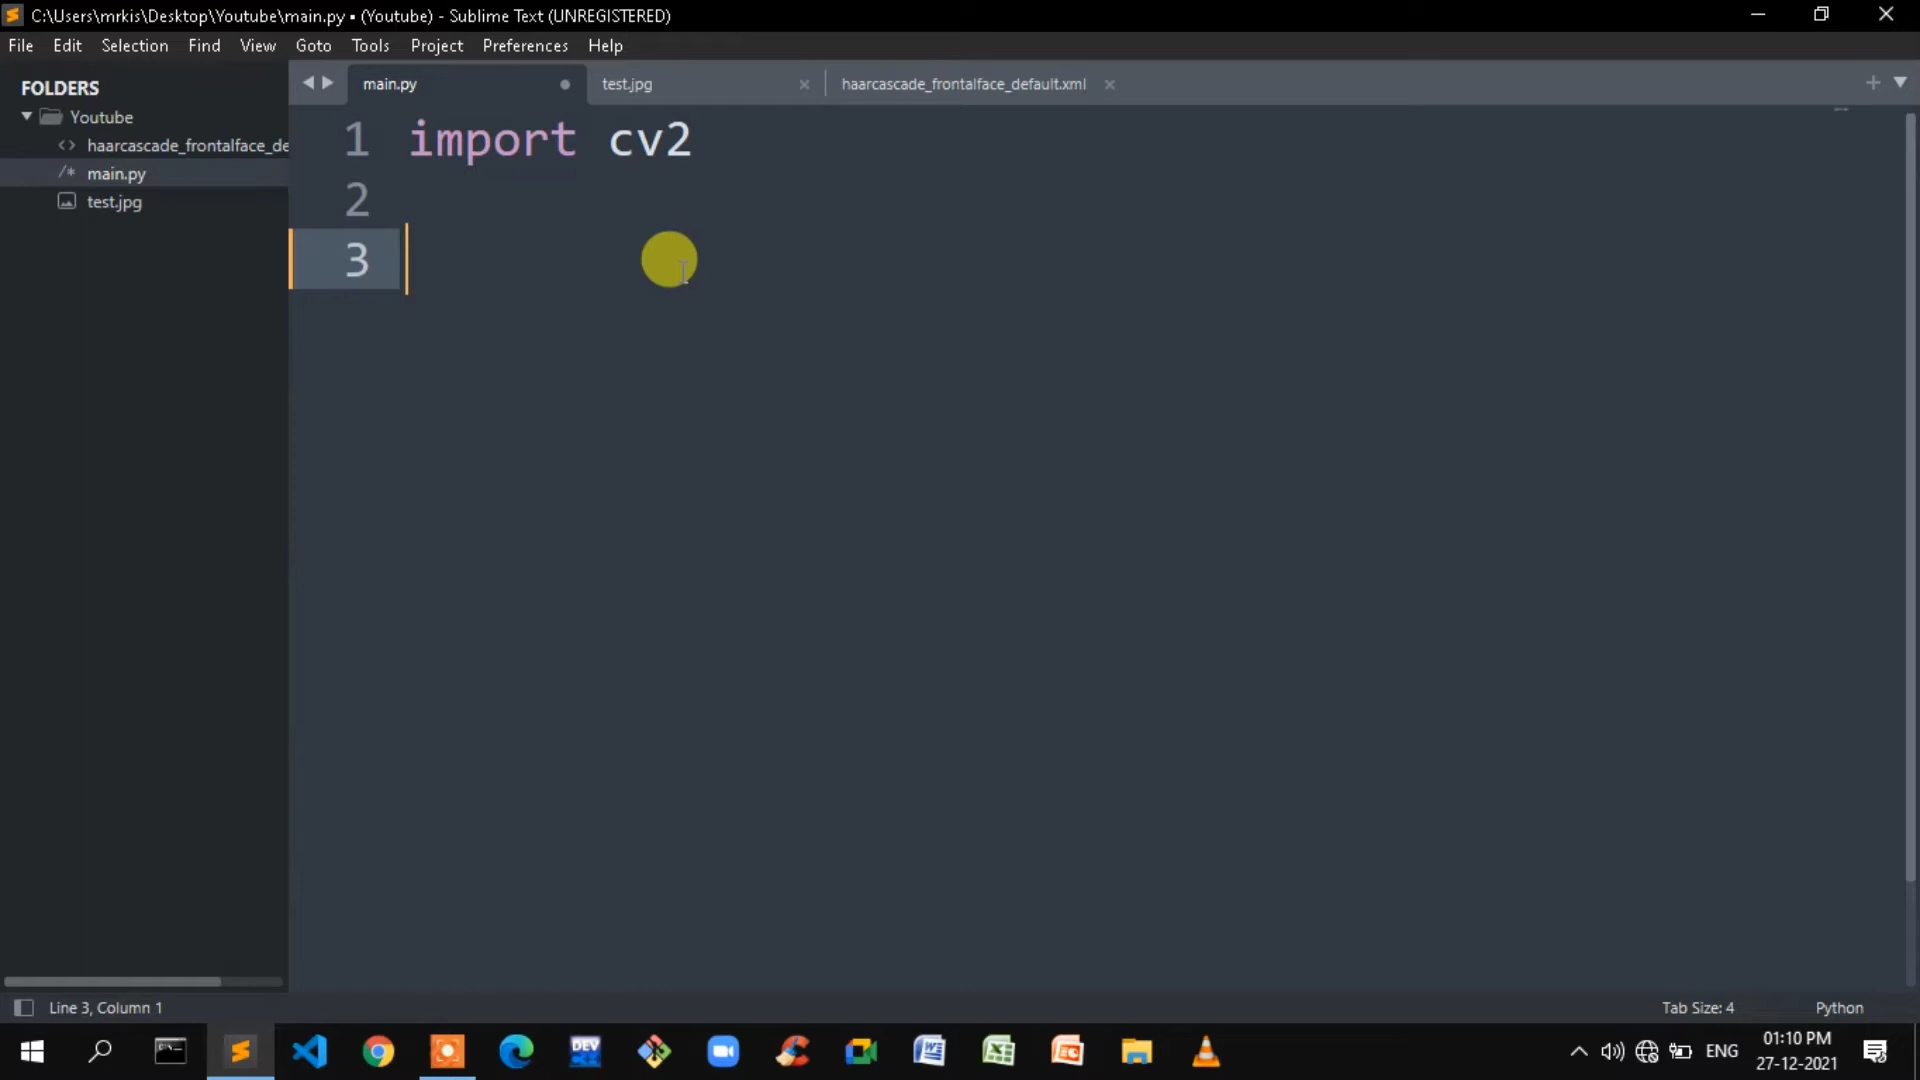 C:\Users\mrkis\Desktop\Youtube\main.py • (Youtube) - Sublime Text (UNREGISTERED)
File Edit Selection Find View Goto Tools Project Preferences Help
FOLDERS
Youtube
haarcascade_frontalface_de
main.py
test.jpg
main.py test.jpg haarcascade_frontalface_default.xml
1 import cv2
2
3
Line 3, Column 1 Tab Size: 4 Python
DEV
ENG
01:10 PM
27-12-2021